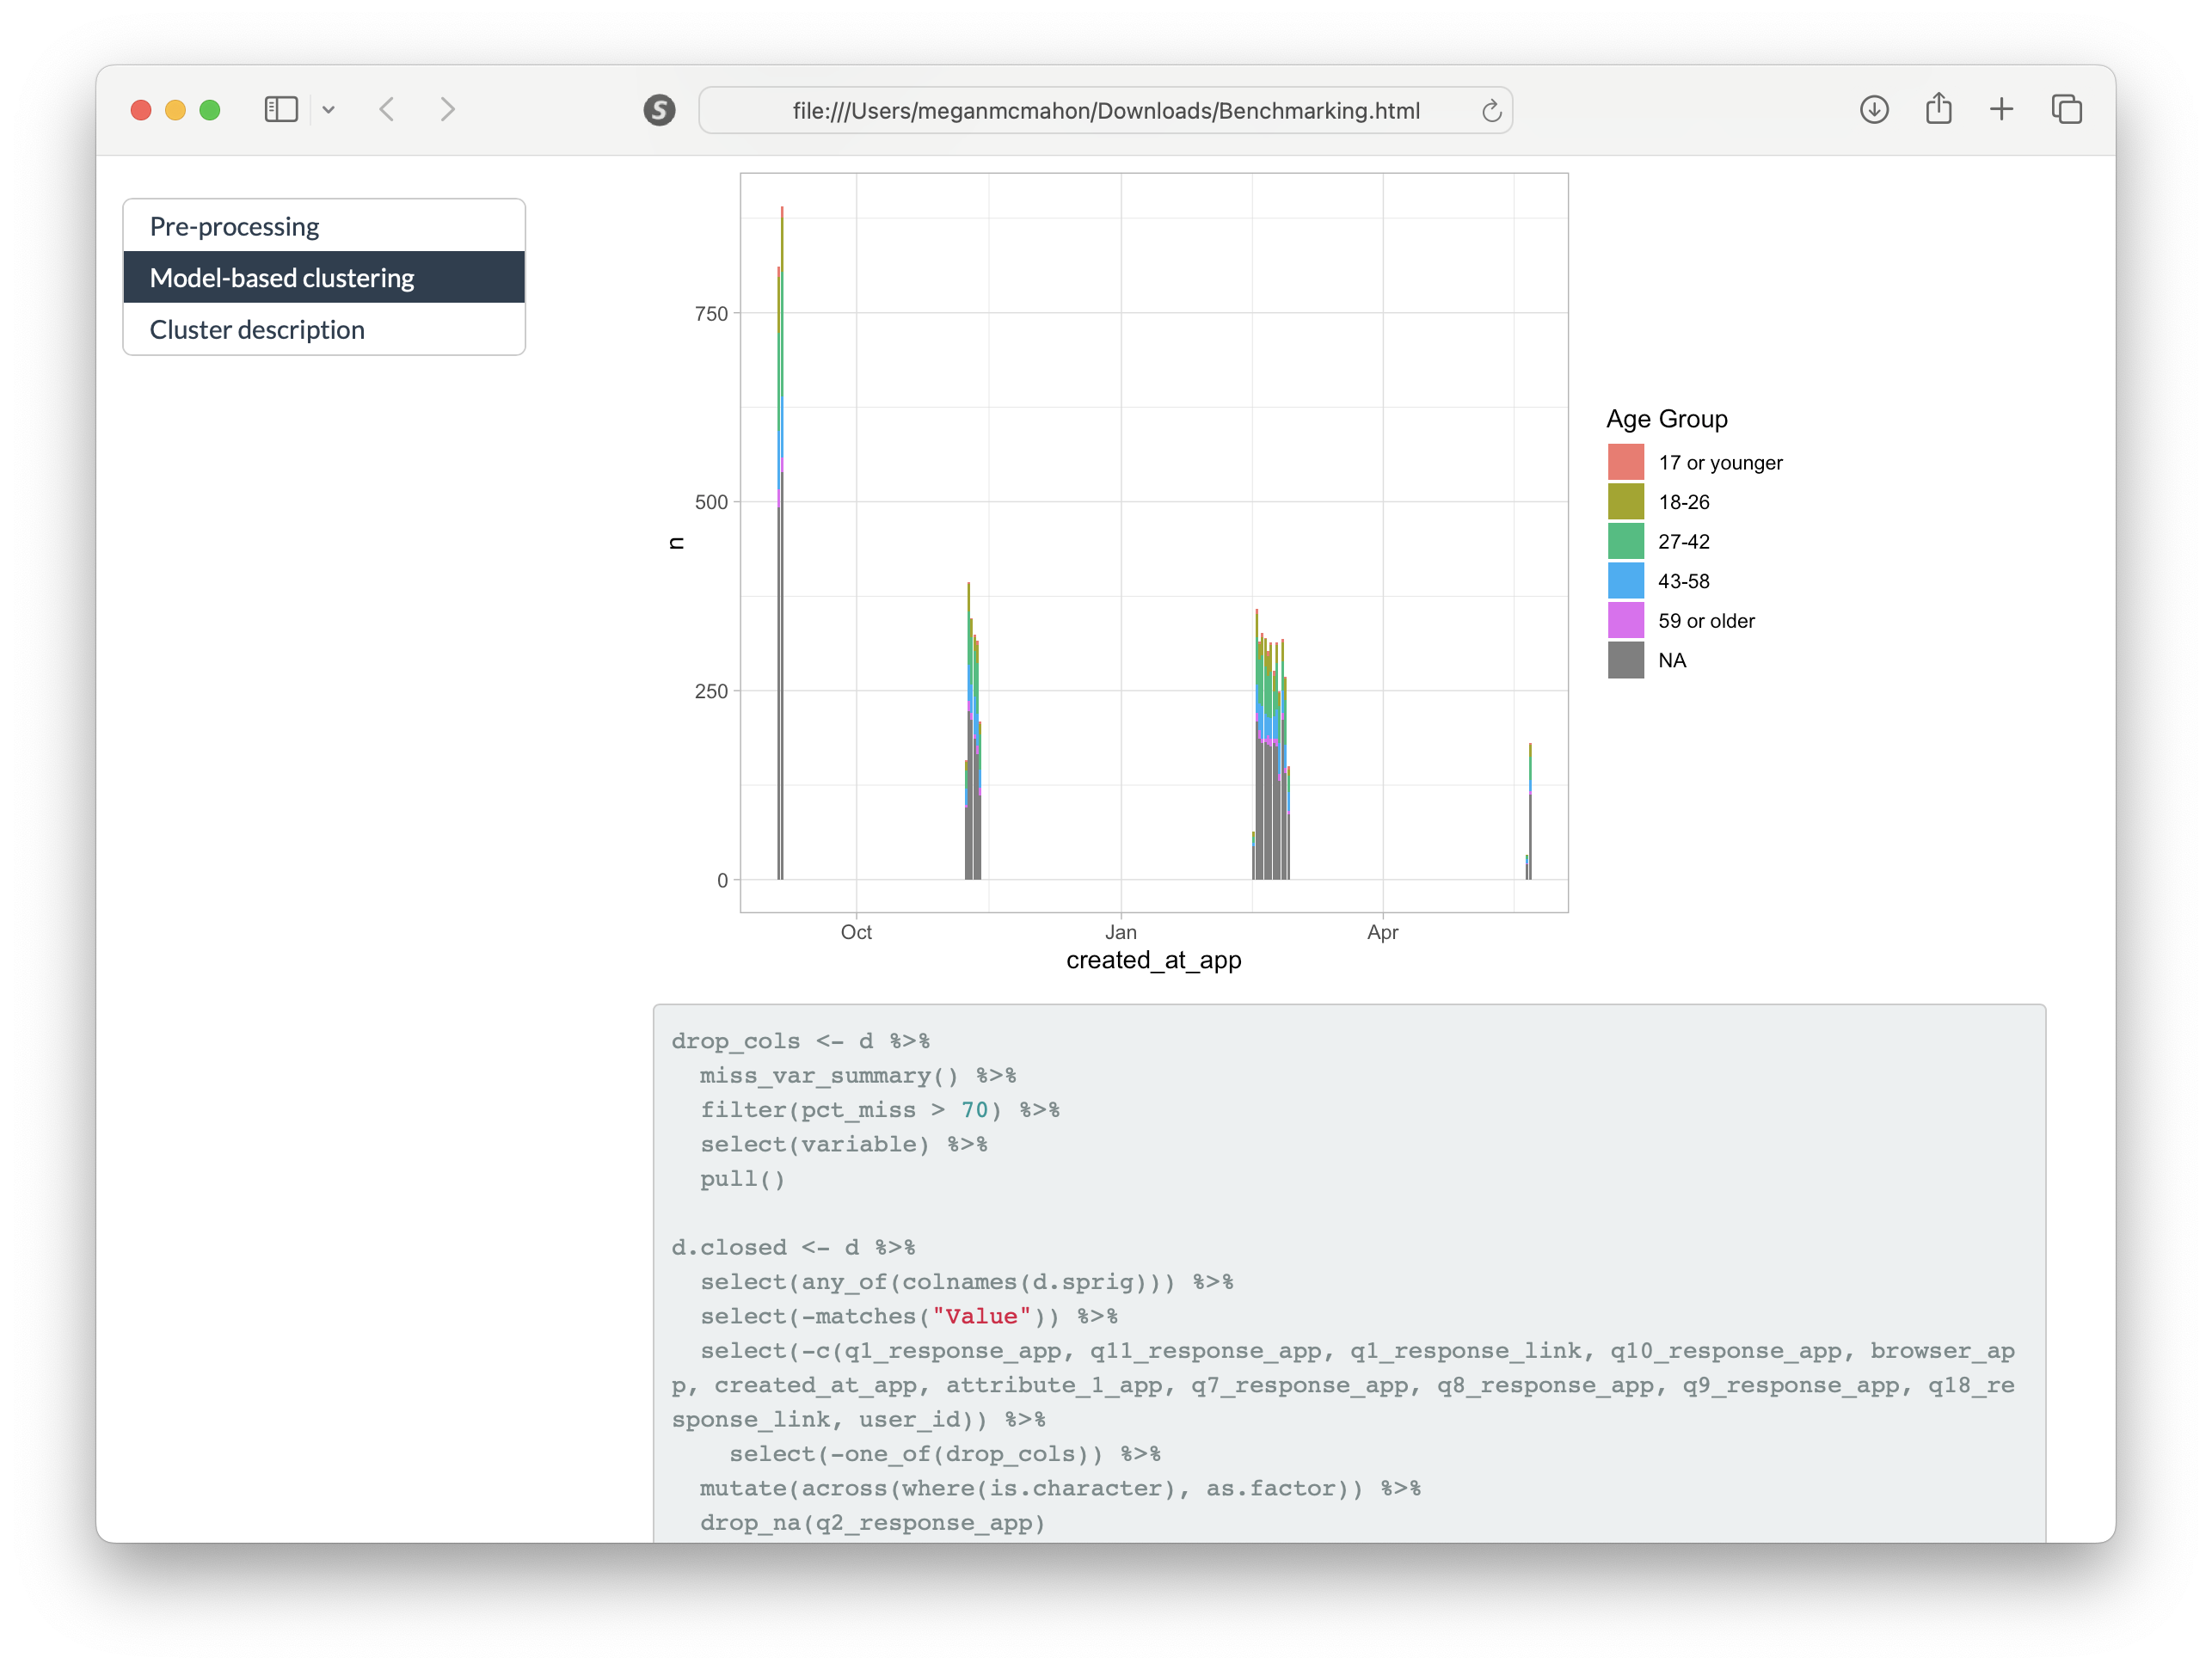 file:///Users/meganmcmahon/Downloads/Benchmarking.html
Pre-processing
Model-based clustering
Cluster description
750
500
250
0
n
Oct
Jan
Apr
created_at_app
Age Group
17 or younger
18-26
27-42
43-58
59 or older
NA
drop_cols <- d %>%
  miss_var_summary() %>%
  filter(pct_miss > 70) %>%
  select(variable) %>%
  pull()

d.closed <- d %>%
  select(any_of(colnames(d.sprig))) %>%
  select(-matches("Value")) %>%
  select(-c(q1_response_app, q11_response_app, q1_response_link, q10_response_app, browser_ap
p, created_at_app, attribute_1_app, q7_response_app, q8_response_app, q9_response_app, q18_re
sponse_link, user_id)) %>%
    select(-one_of(drop_cols)) %>%
  mutate(across(where(is.character), as.factor)) %>%
  drop_na(q2_response_app)